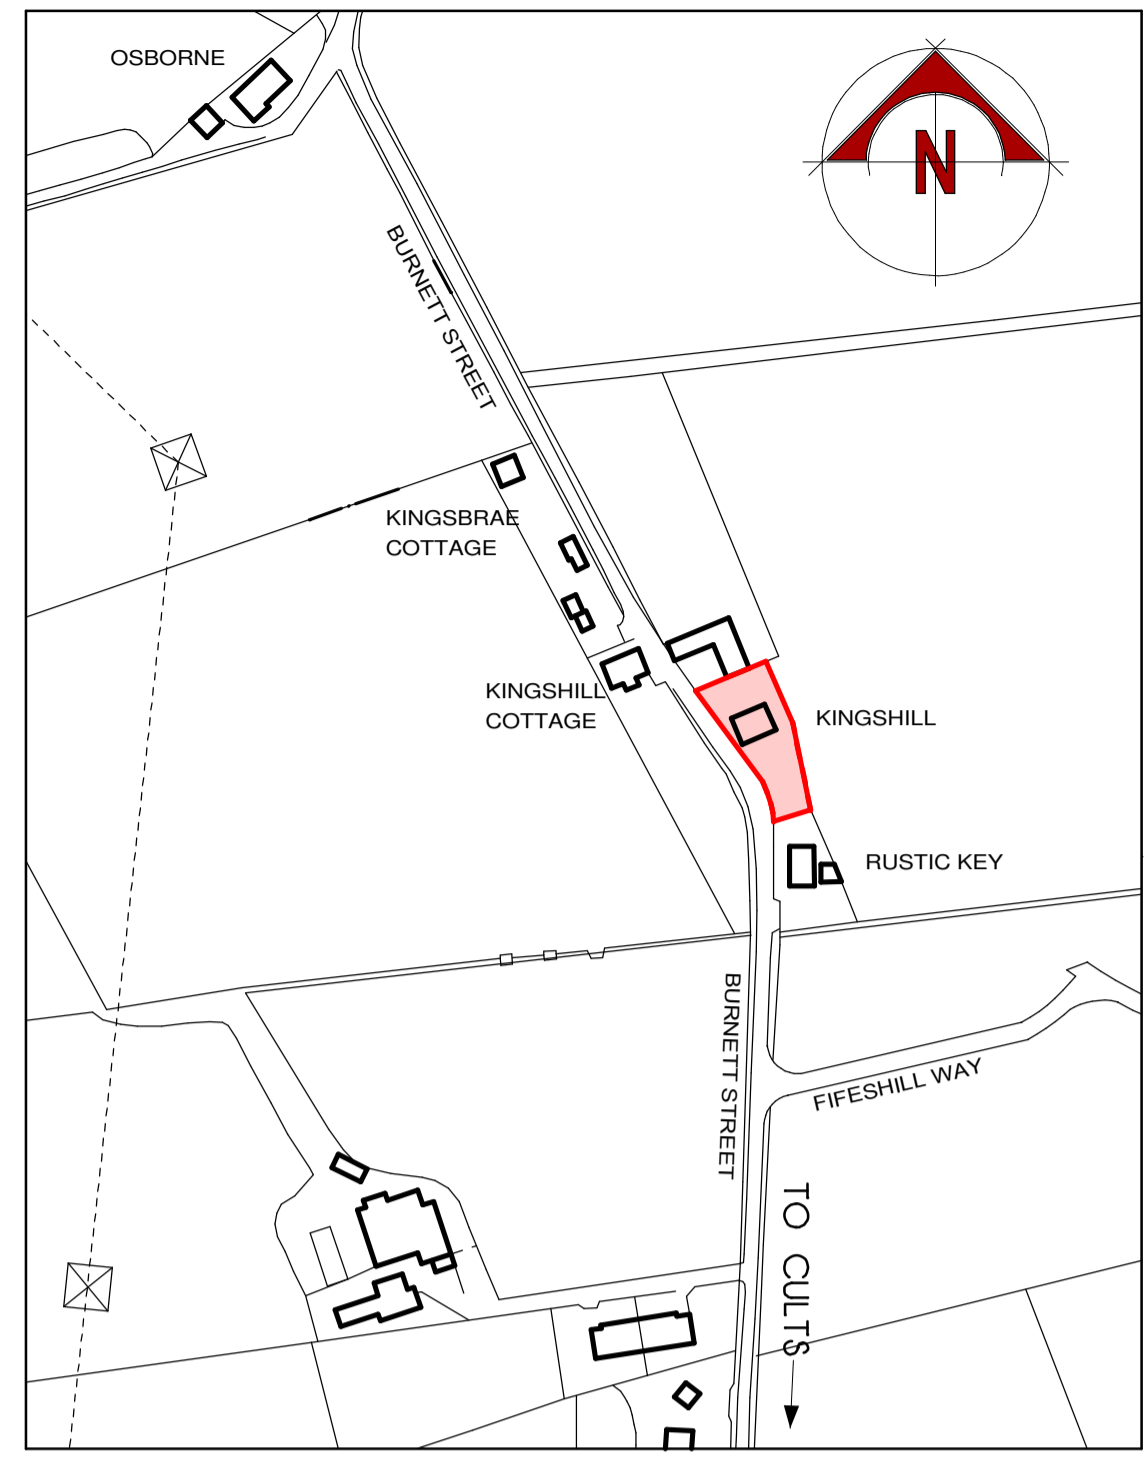 OSBORNE
N
BURNETT STREET
KINGSBRAE
COTTAGE
KINGSHILL
COTTAGE
KINGSHILL
RUSTIC KEY
BURNETT STREET
FIFESHILL WAY
TO CULTS